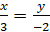 x/3 = y/-2